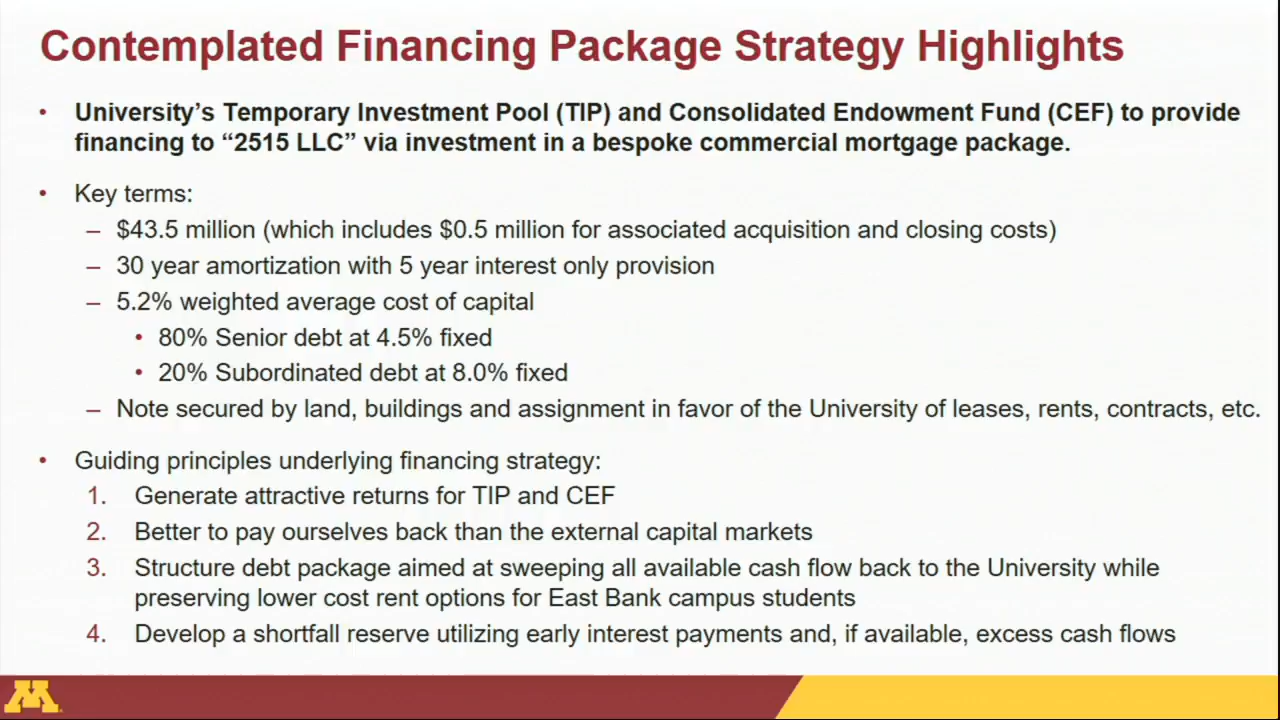 Contemplated Financing Package Strategy Highlights
• University’s Temporary Investment Pool (TIP) and Consolidated Endowment Fund (CEF) to provide
financing to “2515 LLC” via investment in a bespoke commercial mortgage package.
• Key terms:
– $43.5 million (which includes $0.5 million for associated acquisition and closing costs)
– 30 year amortization with 5 year interest only provision
– 5.2% weighted average cost of capital
• 80% Senior debt at 4.5% fixed
• 20% Subordinated debt at 8.0% fixed
– Note secured by land, buildings and assignment in favor of the University of leases, rents, contracts, etc.
• Guiding principles underlying financing strategy:
1. Generate attractive returns for TIP and CEF
2. Better to pay ourselves back than the external capital markets
3. Structure debt package aimed at sweeping all available cash flow back to the University while
preserving lower cost rent options for East Bank campus students
4. Develop a shortfall reserve utilizing early interest payments and, if available, excess cash flows
M